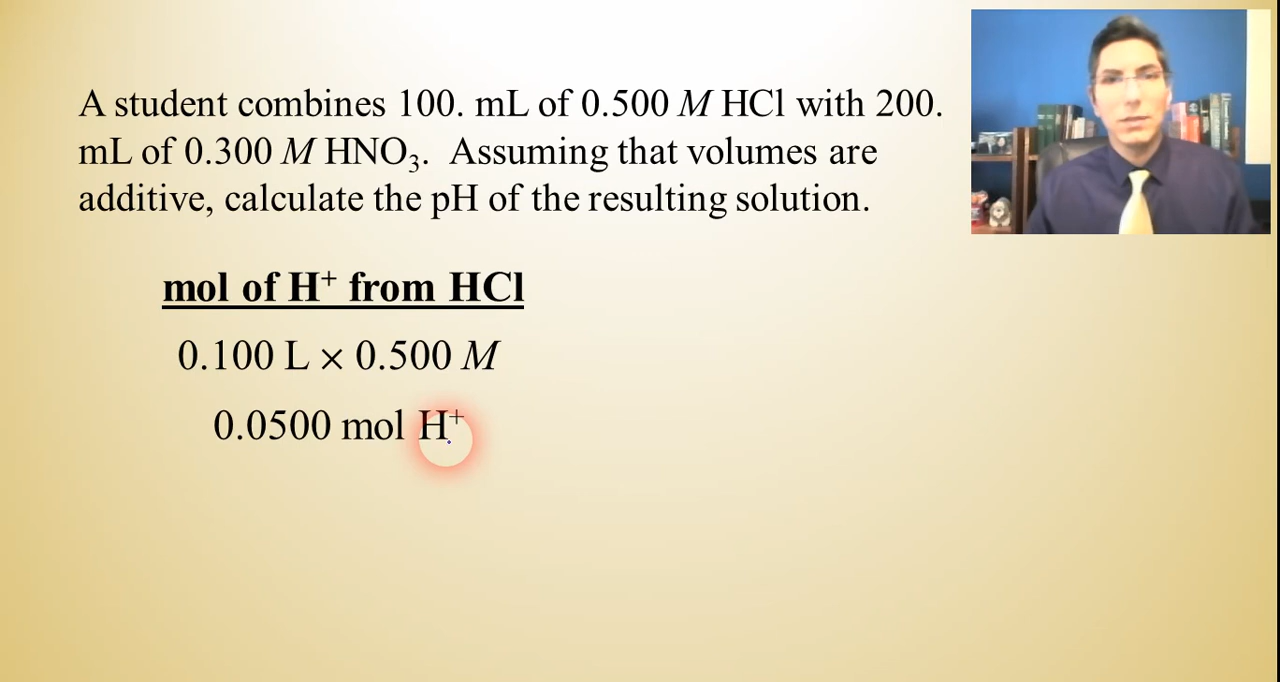 A student combines 100. mL of 0.500 M HCl with 200.
mL of 0.300 M HNO₃.  Assuming that volumes are
additive, calculate the pH of the resulting solution.
mol of H⁺ from HCl
0.100 L × 0.500 M
0.0500 mol H⁺